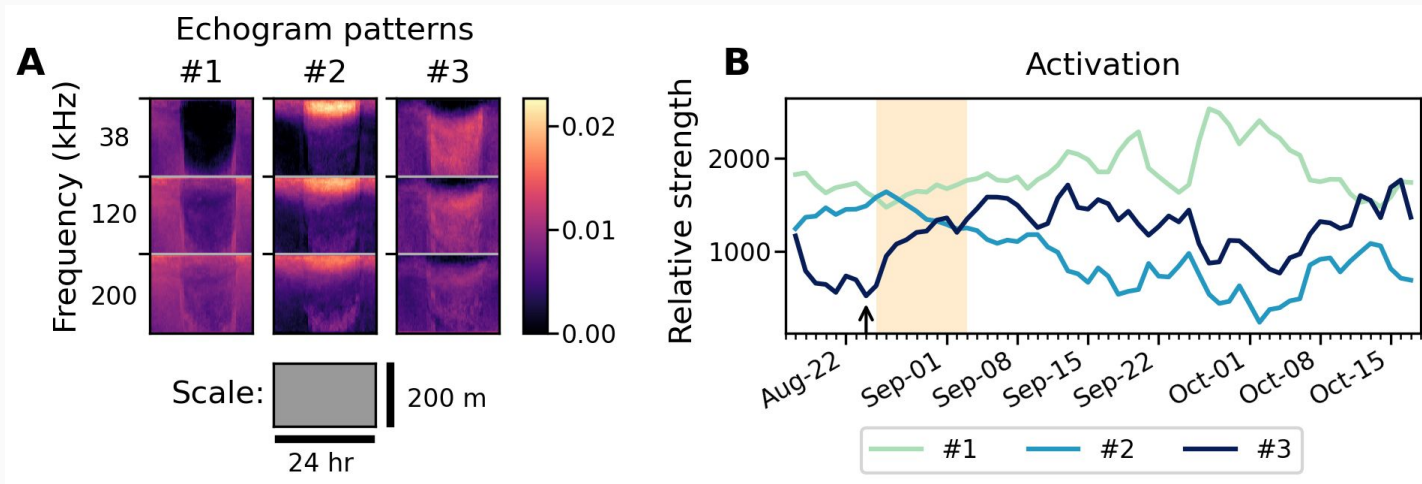 A
Echogram patterns
#1 #2 #3
Frequency (kHz)
38
120
200
0.02
0.01
0.00
Scale:
200 m
24 hr
B
Activation
Relative strength
2000
1000
Aug-22 Sep-01 Sep-08 Sep-15 Sep-22 Oct-01 Oct-08 Oct-15
#1 #2 #3